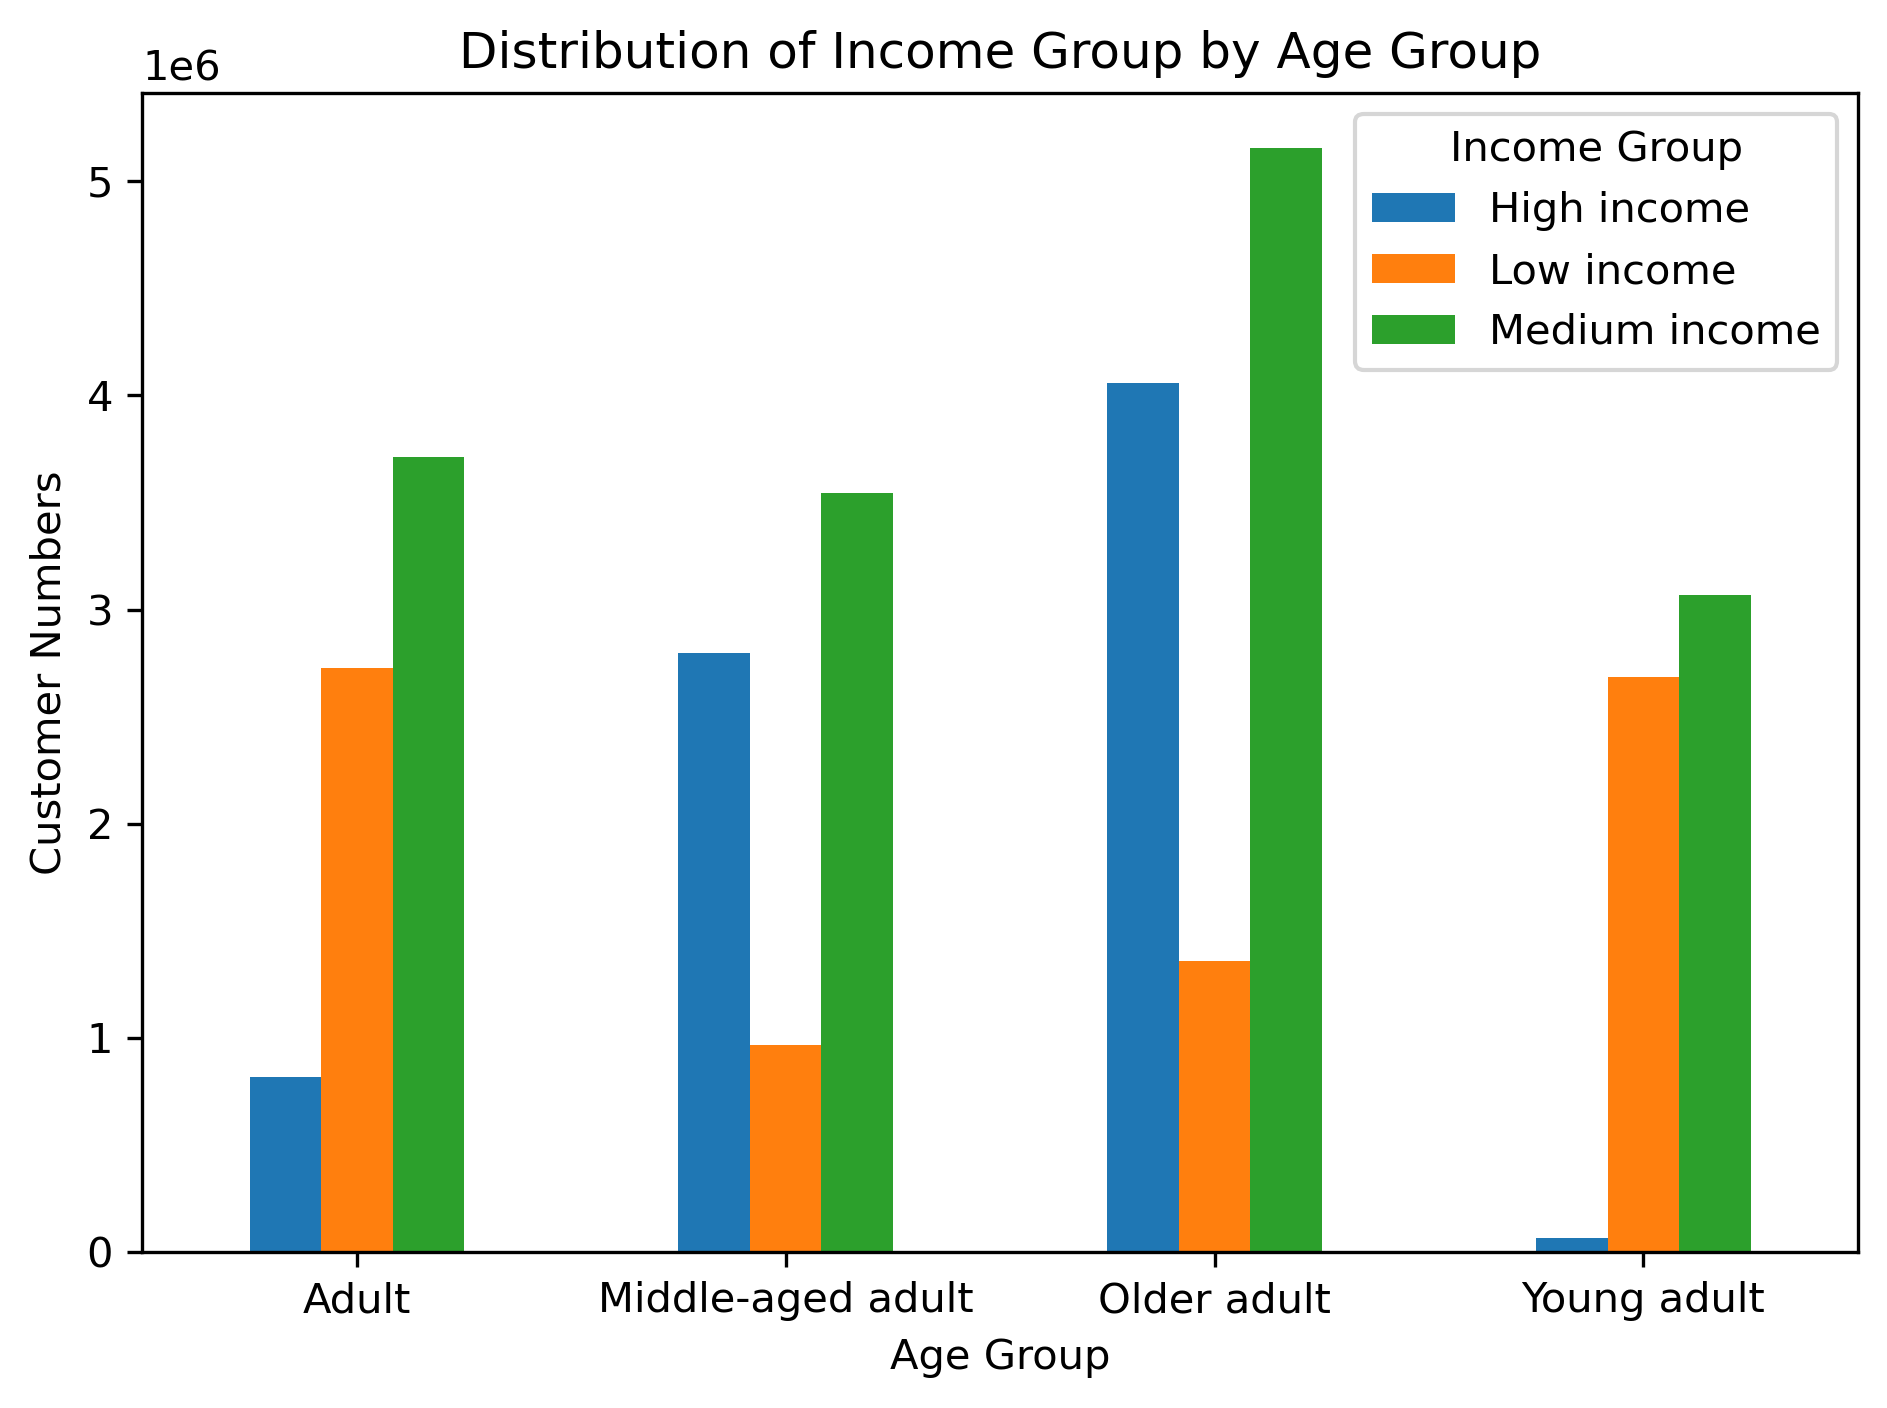 Distribution of Income Group by Age Group
1e6
Income Group
High income
Low income
Medium income
5
4
3
2
1
0
Customer Numbers
Adult
Middle-aged adult
Older adult
Young adult
Age Group